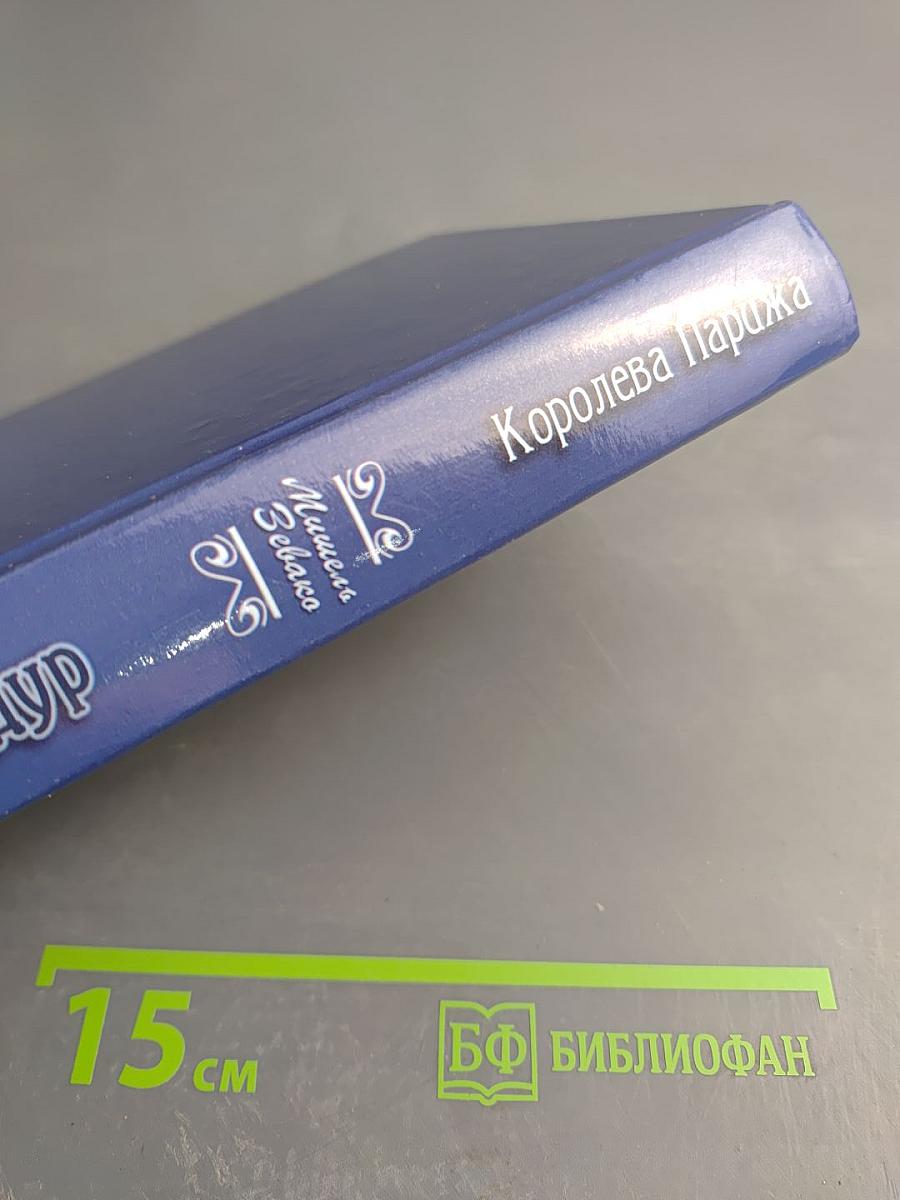 Королева Парижа
Мишель
Зевако
дур
15 см
БФ БИБЛИОФАН